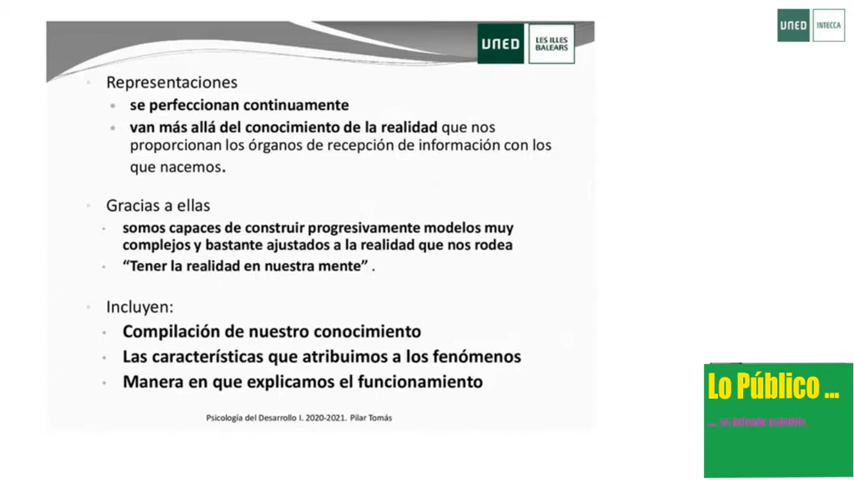 UNED
LES ILLES
BALEARS
UNED
INTECCA
Representaciones
se perfeccionan continuamente
van más allá del conocimiento de la realidad que nos
proporcionan los órganos de recepción de información con los
que nacemos.
Gracias a ellas
somos capaces de construir progresivamente modelos muy
complejos y bastante ajustados a la realidad que nos rodea
“Tener la realidad en nuestra mente” .
Incluyen:
Compilación de nuestro conocimiento
Las características que atribuimos a los fenómenos
Manera en que explicamos el funcionamiento
Psicología del Desarrollo I. 2020-2021. Pilar Tomás
Lo Público ...
... se defiende